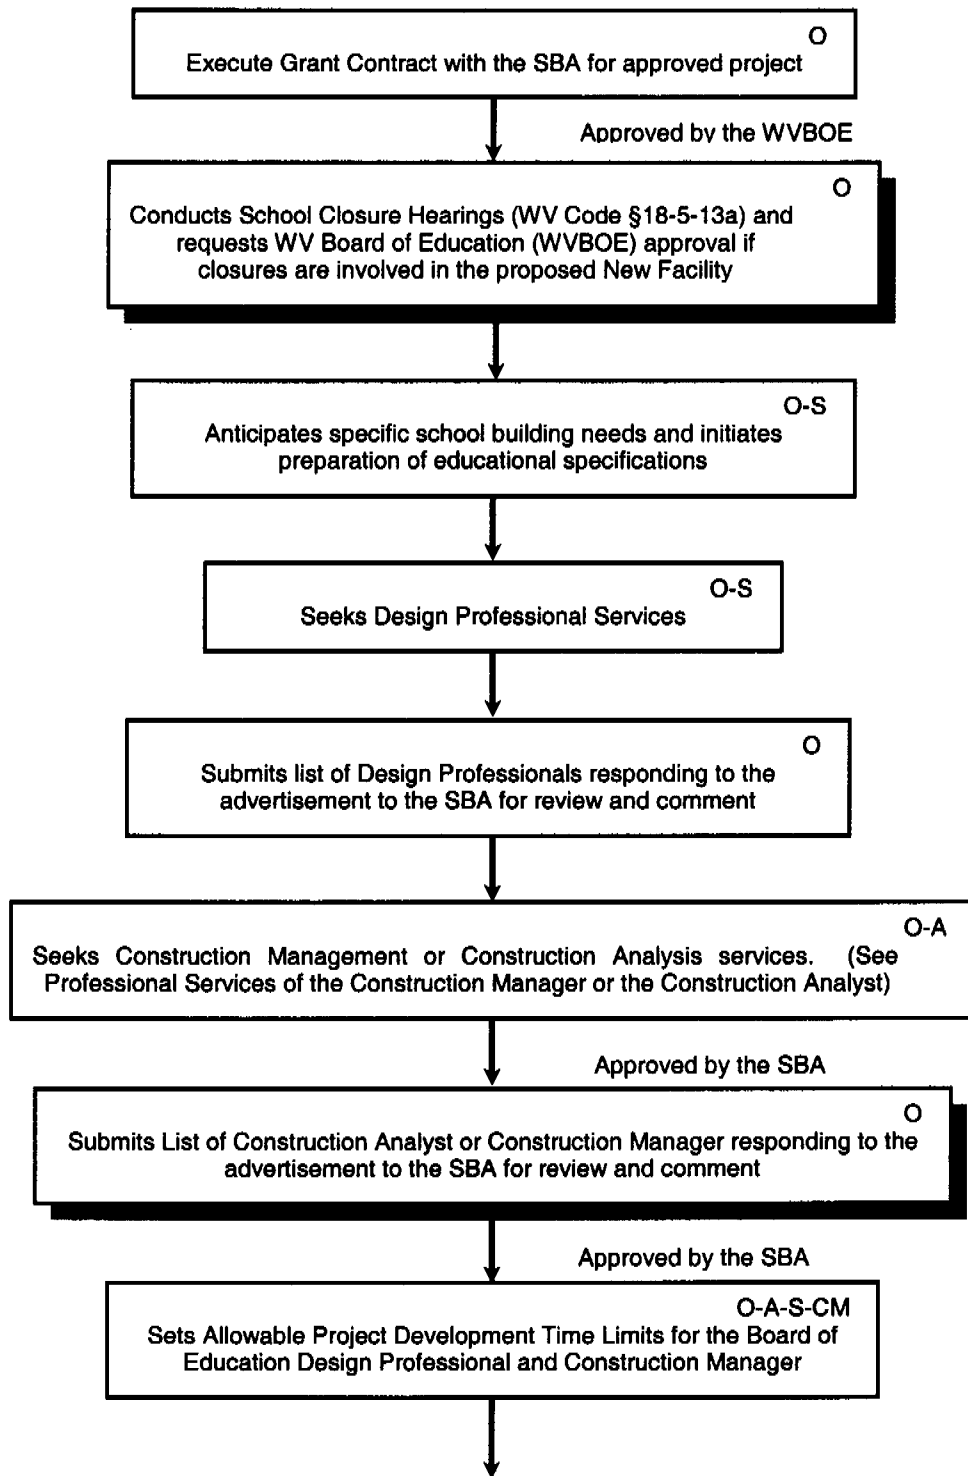 O
Execute Grant Contract with the SBA for approved project
Approved by the WVBOE
O
Conducts School Closure Hearings (WV Code §18-5-13a) and
requests WV Board of Education (WVBOE) approval if
closures are involved in the proposed New Facility
O-S
Anticipates specific school building needs and initiates
preparation of educational specifications
O-S
Seeks Design Professional Services
O
Submits list of Design Professionals responding to the
advertisement to the SBA for review and comment
O-A
Seeks Construction Management or Construction Analysis services. (See
Professional Services of the Construction Manager or the Construction Analyst)
Approved by the SBA
O
Submits List of Construction Analyst or Construction Manager responding to the
advertisement to the SBA for review and comment
Approved by the SBA
O-A-S-CM
Sets Allowable Project Development Time Limits for the Board of
Education Design Professional and Construction Manager